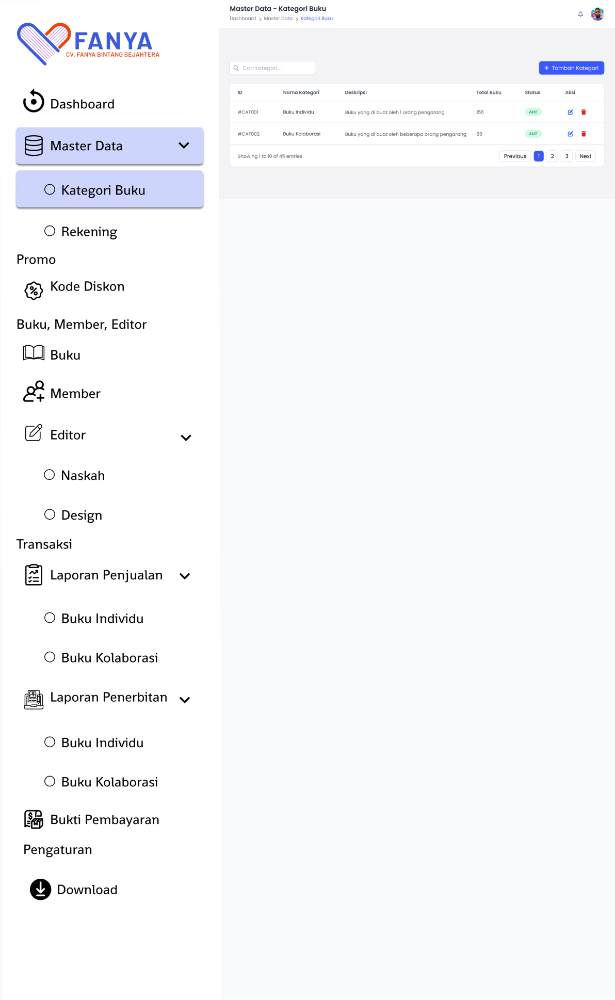 FANYA
CV. FANYA BINTANG SEJAHTERA
Dashboard
Master Data
Kategori Buku
Rekening
Promo
Kode Diskon
Buku, Member, Editor
Buku
Member
Editor
Naskah
Design
Transaksi
Laporan Penjualan
Buku Individu
Buku Kolaborasi
Laporan Penerbitan
Buku Individu
Buku Kolaborasi
Bukti Pembayaran
Pengaturan
Download
Master Data - Kategori Buku
Dashboard > Master Data > Kategori Buku
Cari kategori...
+ Tambah Kategori
ID Nama Kategori Deskripsi Total Buku Status Aksi
#CAT001 Buku Individu Buku yang di buat oleh 1 orang pengarang 156 Aktif
#CAT002 Buku Kolaborasi Buku yang di buat oleh beberapa orang pengarang 89 Aktif
Showing 1 to 10 of 45 entries Previous 1 2 3 Next